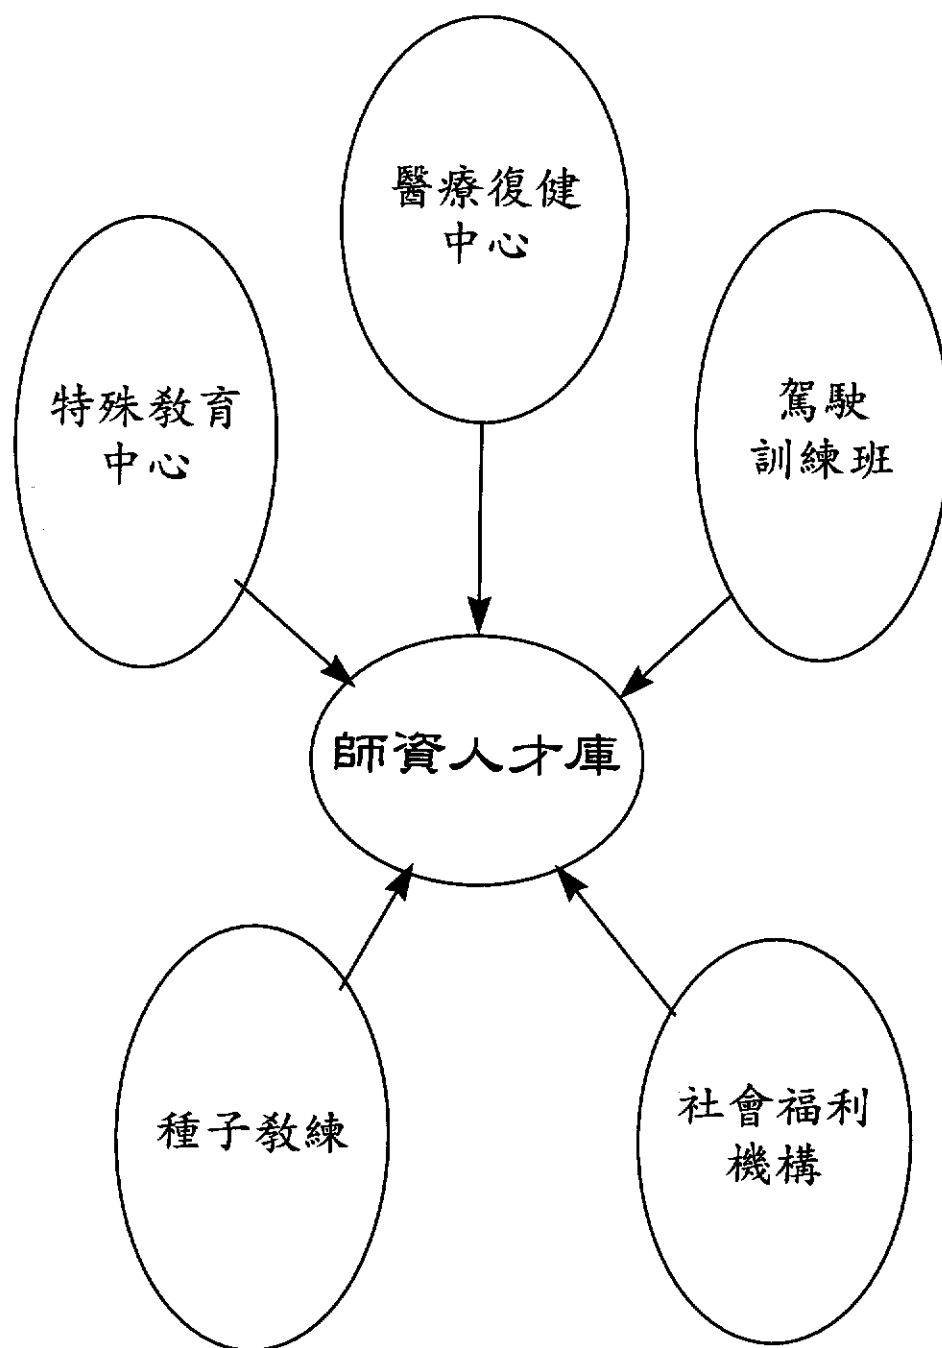 醫療復健
中心
特殊教育
中心
駕駛
訓練班
師資人才庫
種子教練
社會福利
機構